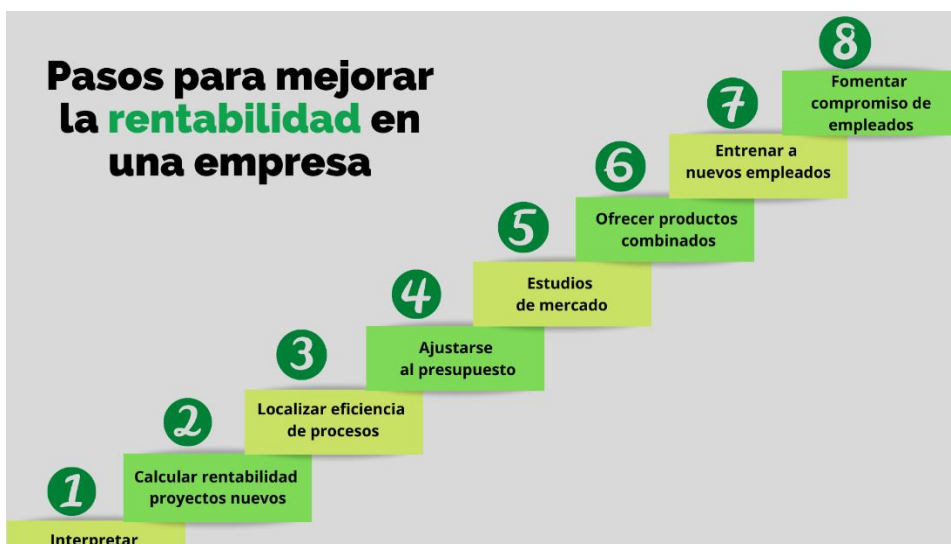 Pasos para mejorar
la rentabilidad en
una empresa
1
Interpretar
2
Calcular rentabilidad
proyectos nuevos
3
Localizar eficiencia
de procesos
4
Ajustarse
al presupuesto
5
Estudios
de mercado
6
Ofrecer productos
combinados
7
Entrenar a
nuevos empleados
8
Fomentar
compromiso de
empleados